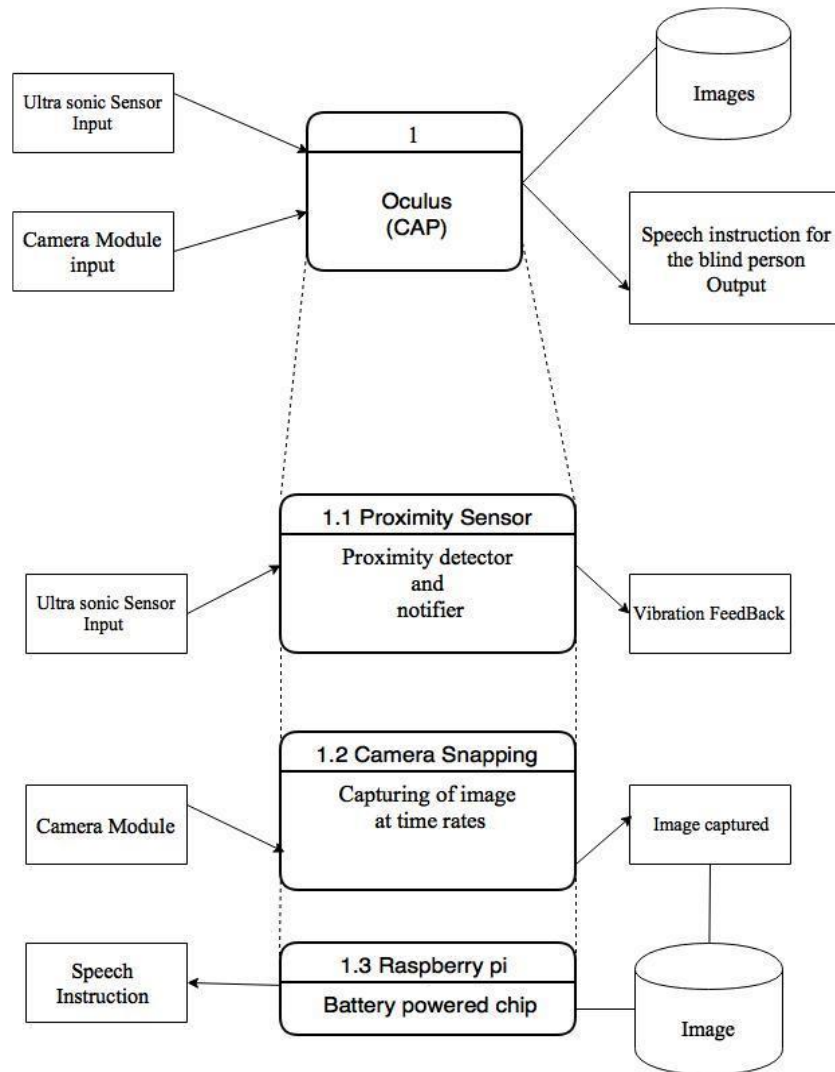 Ultra sonic Sensor
Input
Camera Module
input
1
Oculus
(CAP)
Images
Speech instruction for
the blind person
Output
1.1 Proximity Sensor
Proximity detector
and
notifier
Ultra sonic Sensor
Input
Vibration FeedBack
1.2 Camera Snapping
Capturing of image
at time rates
Camera Module
Image captured
Speech
Instruction
1.3 Raspberry pi
Battery powered chip
Image